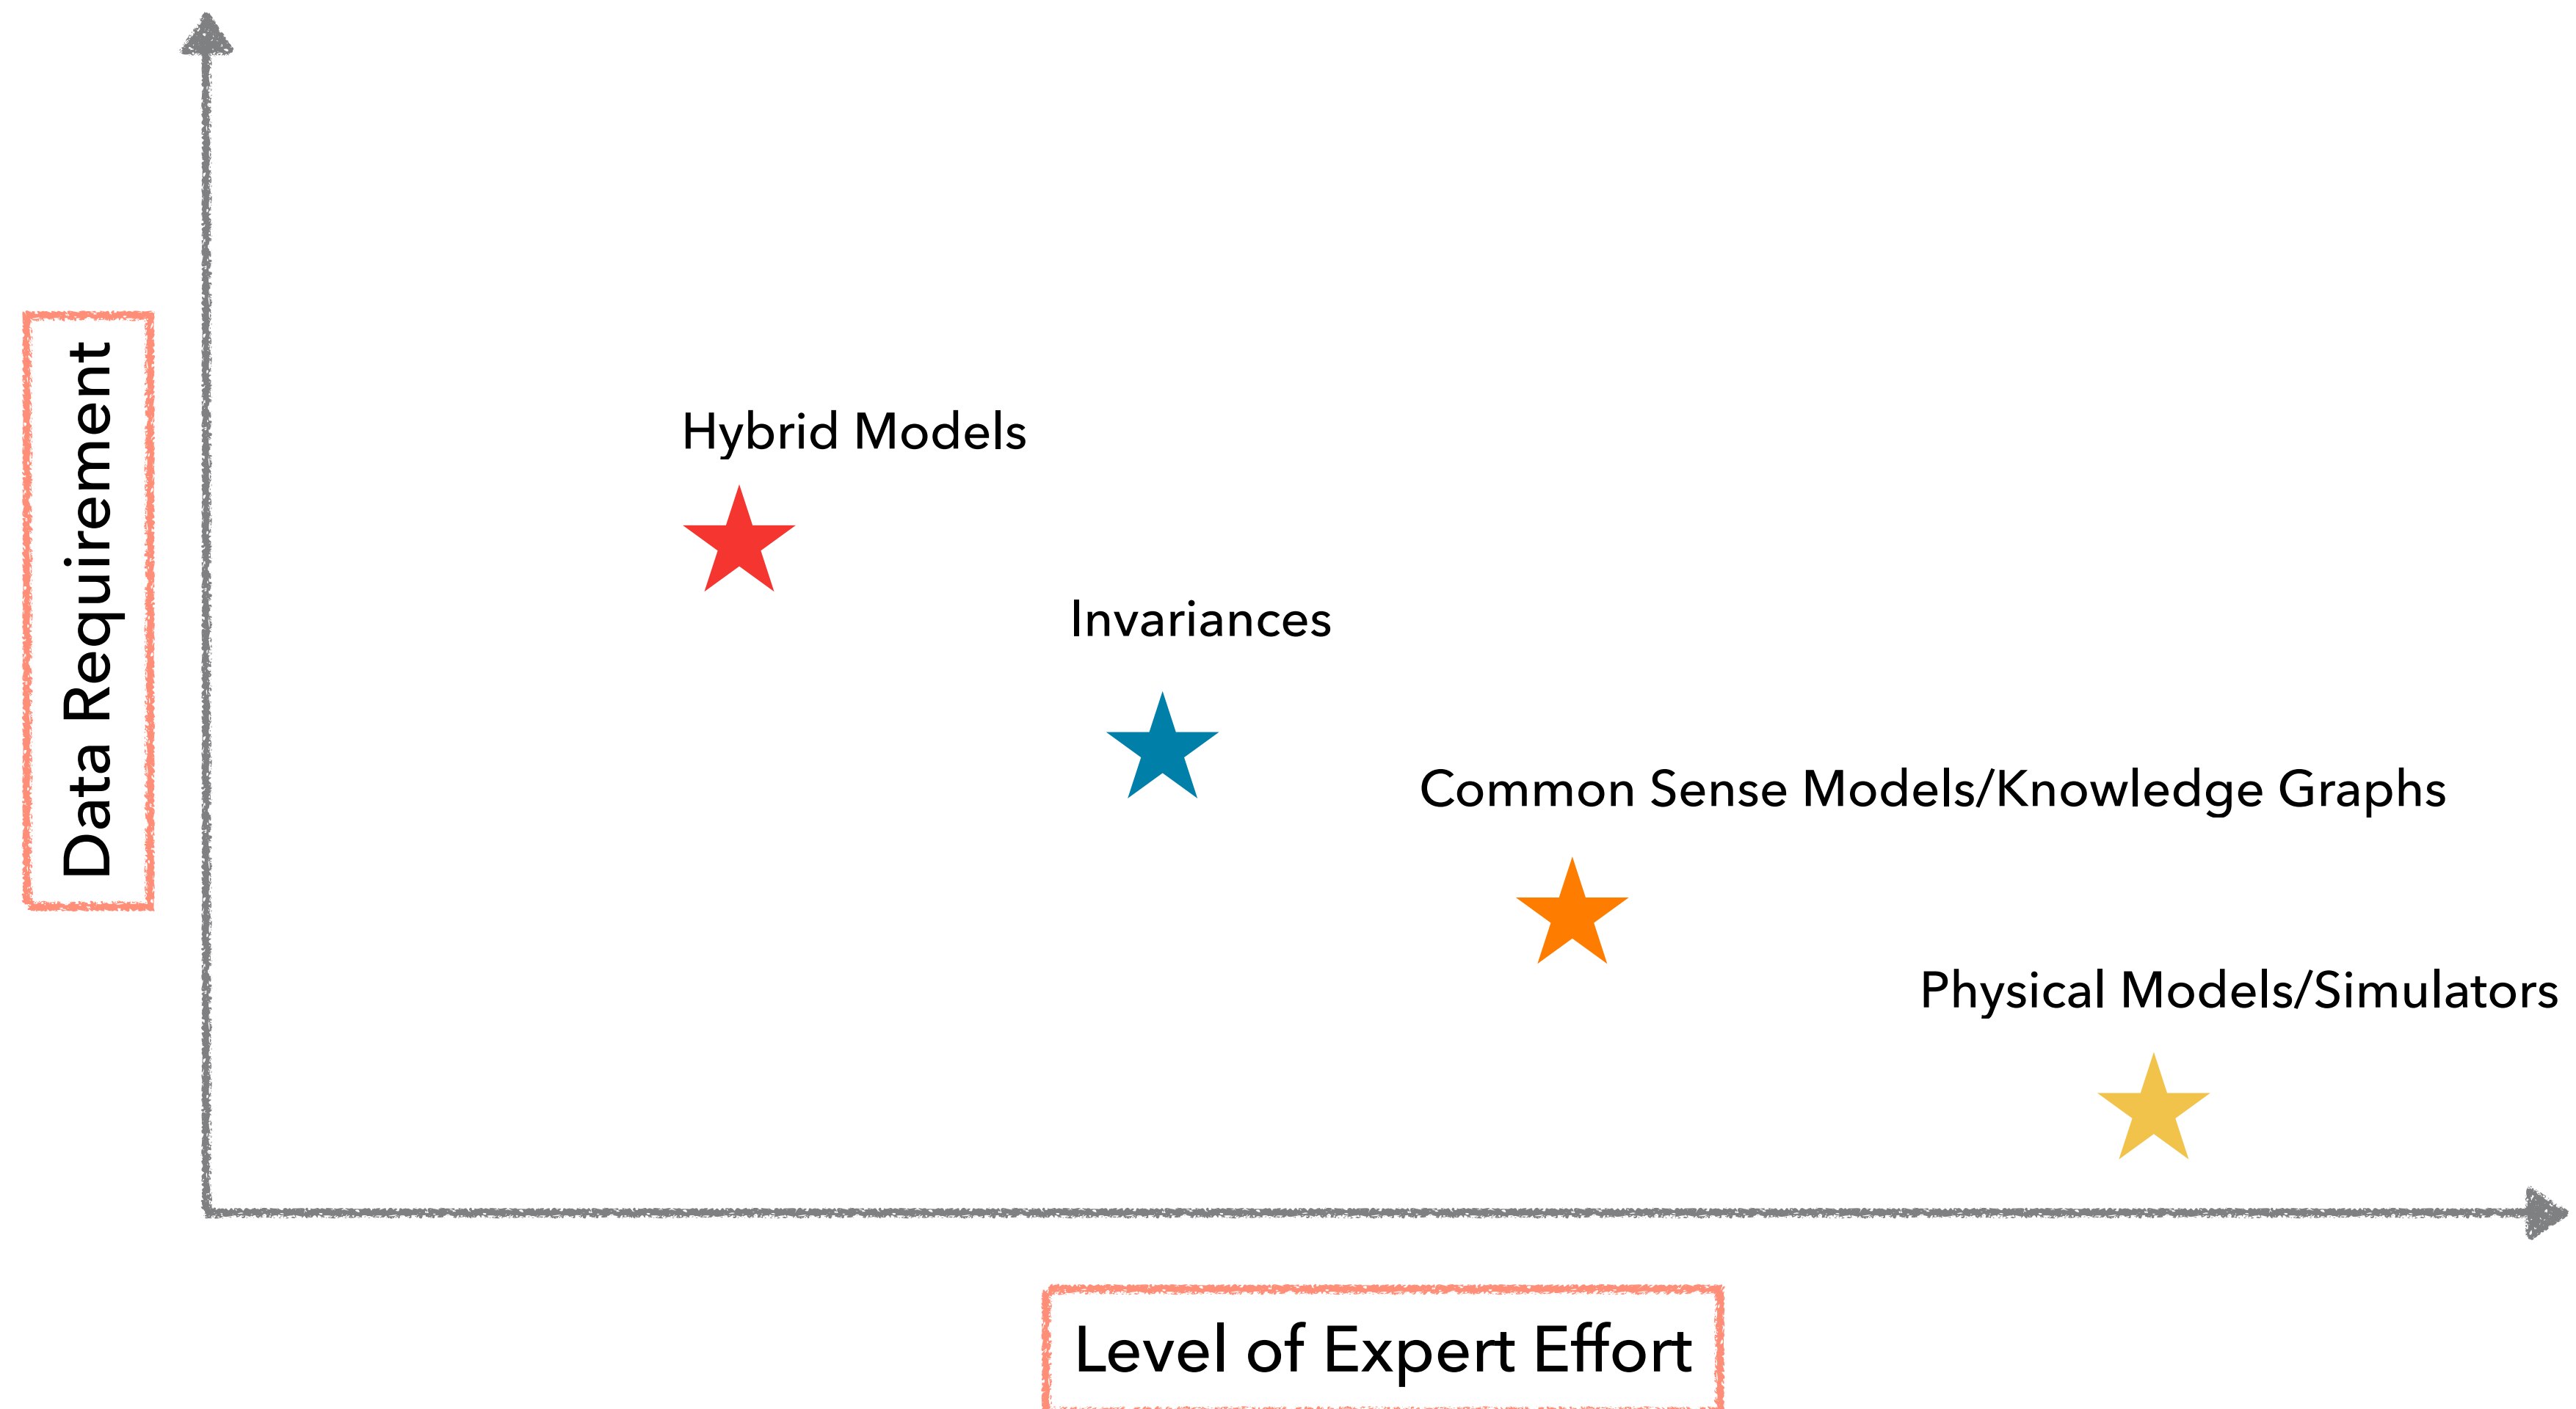 Data Requirement
Hybrid Models
Invariances
Common Sense Models/Knowledge Graphs
Physical Models/Simulators
Level of Expert Effort